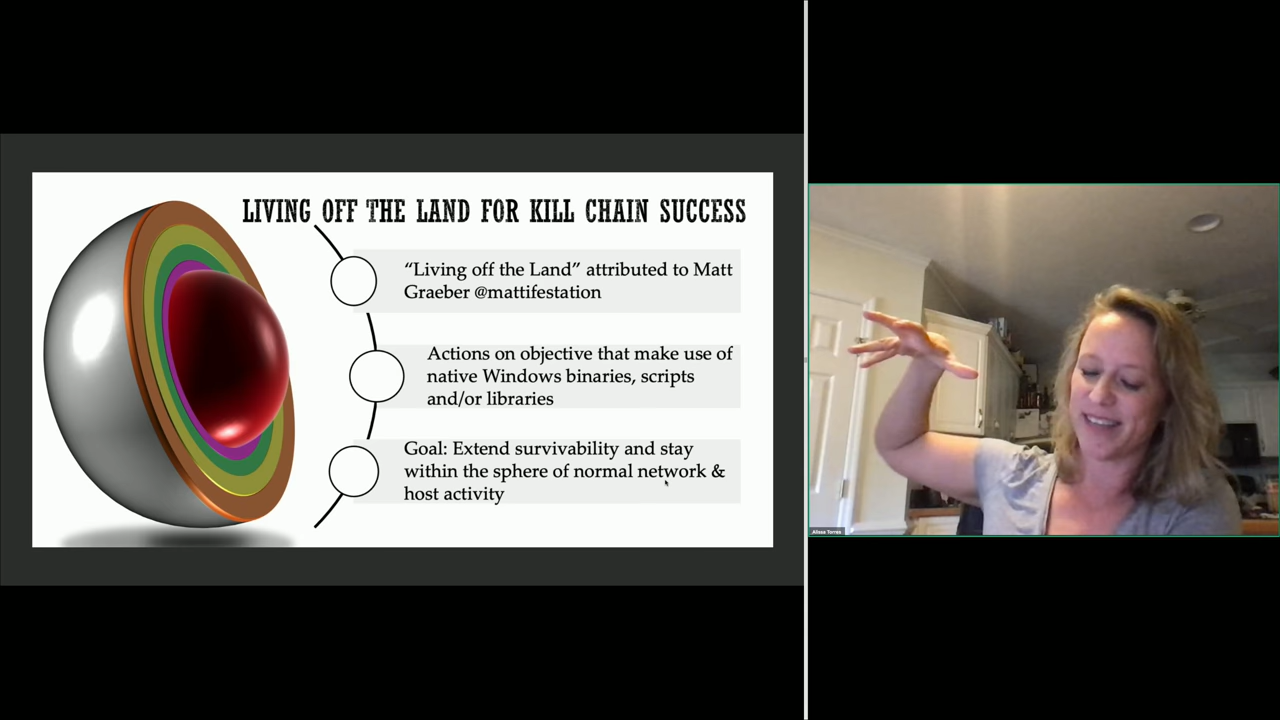 LIVING OFF THE LAND FOR KILL CHAIN SUCCESS
“Living off the Land” attributed to Matt
Graeber @mattifestation
Actions on objective that make use of
native Windows binaries, scripts
and/or libraries
Goal: Extend survivability and stay
within the sphere of normal network &
host activity
Alissa Torres